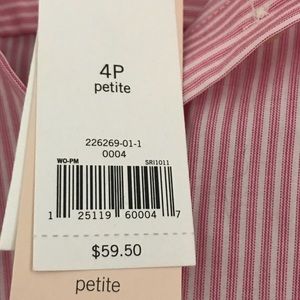 4P
petite
226269-01-1
0004
WO-PM SRI1011
1 25119 60004 7
$59.50
petite